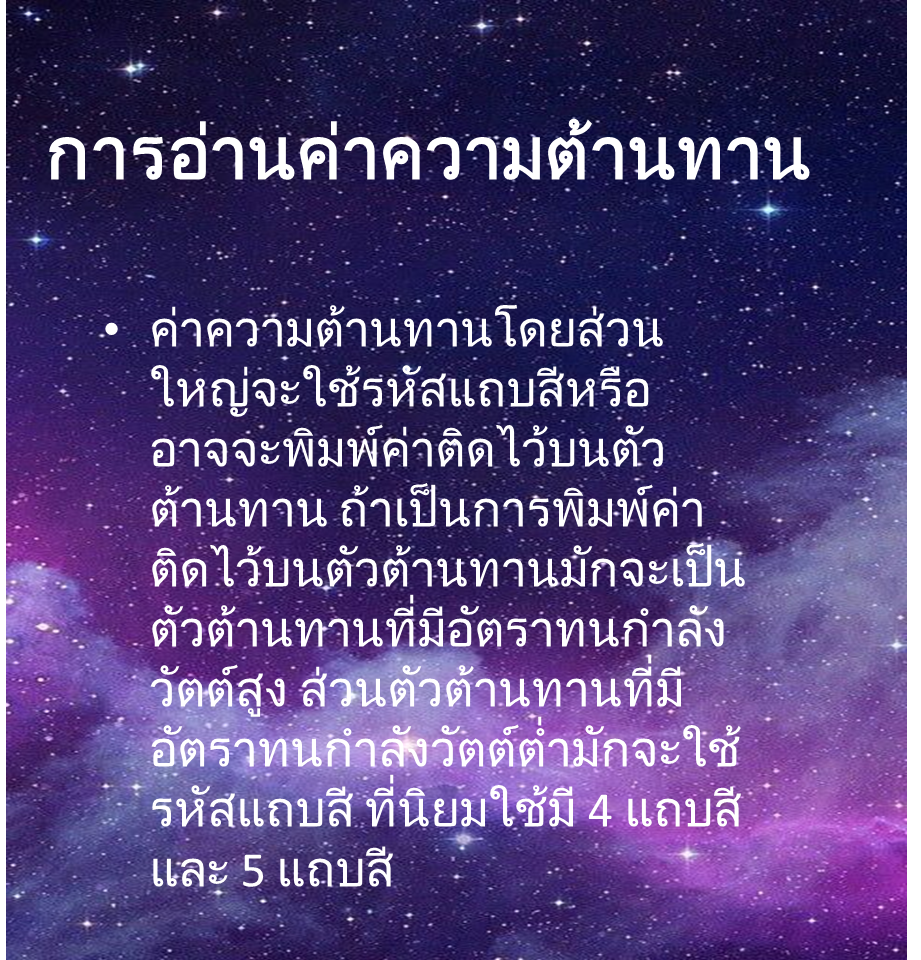 การอ่านค่าความต้านทาน
• ค่าความต้านทานโดยส่วน
ใหญ่จะใช้รหัสแถบสีหรือ
อาจจะพิมพ์ค่าติดไว้บนตัว
ต้านทาน ถ้าเป็นการพิมพ์ค่า
ติดไว้บนตัวต้านทานมักจะเป็น
ตัวต้านทานที่มีอัตราทนกำลัง
วัตต์สูง ส่วนตัวต้านทานที่มี
อัตราทนกำลังวัตต์ต่ำมักจะใช้
รหัสแถบสี ที่นิยมใช้มี 4 แถบสี
และ 5 แถบสี